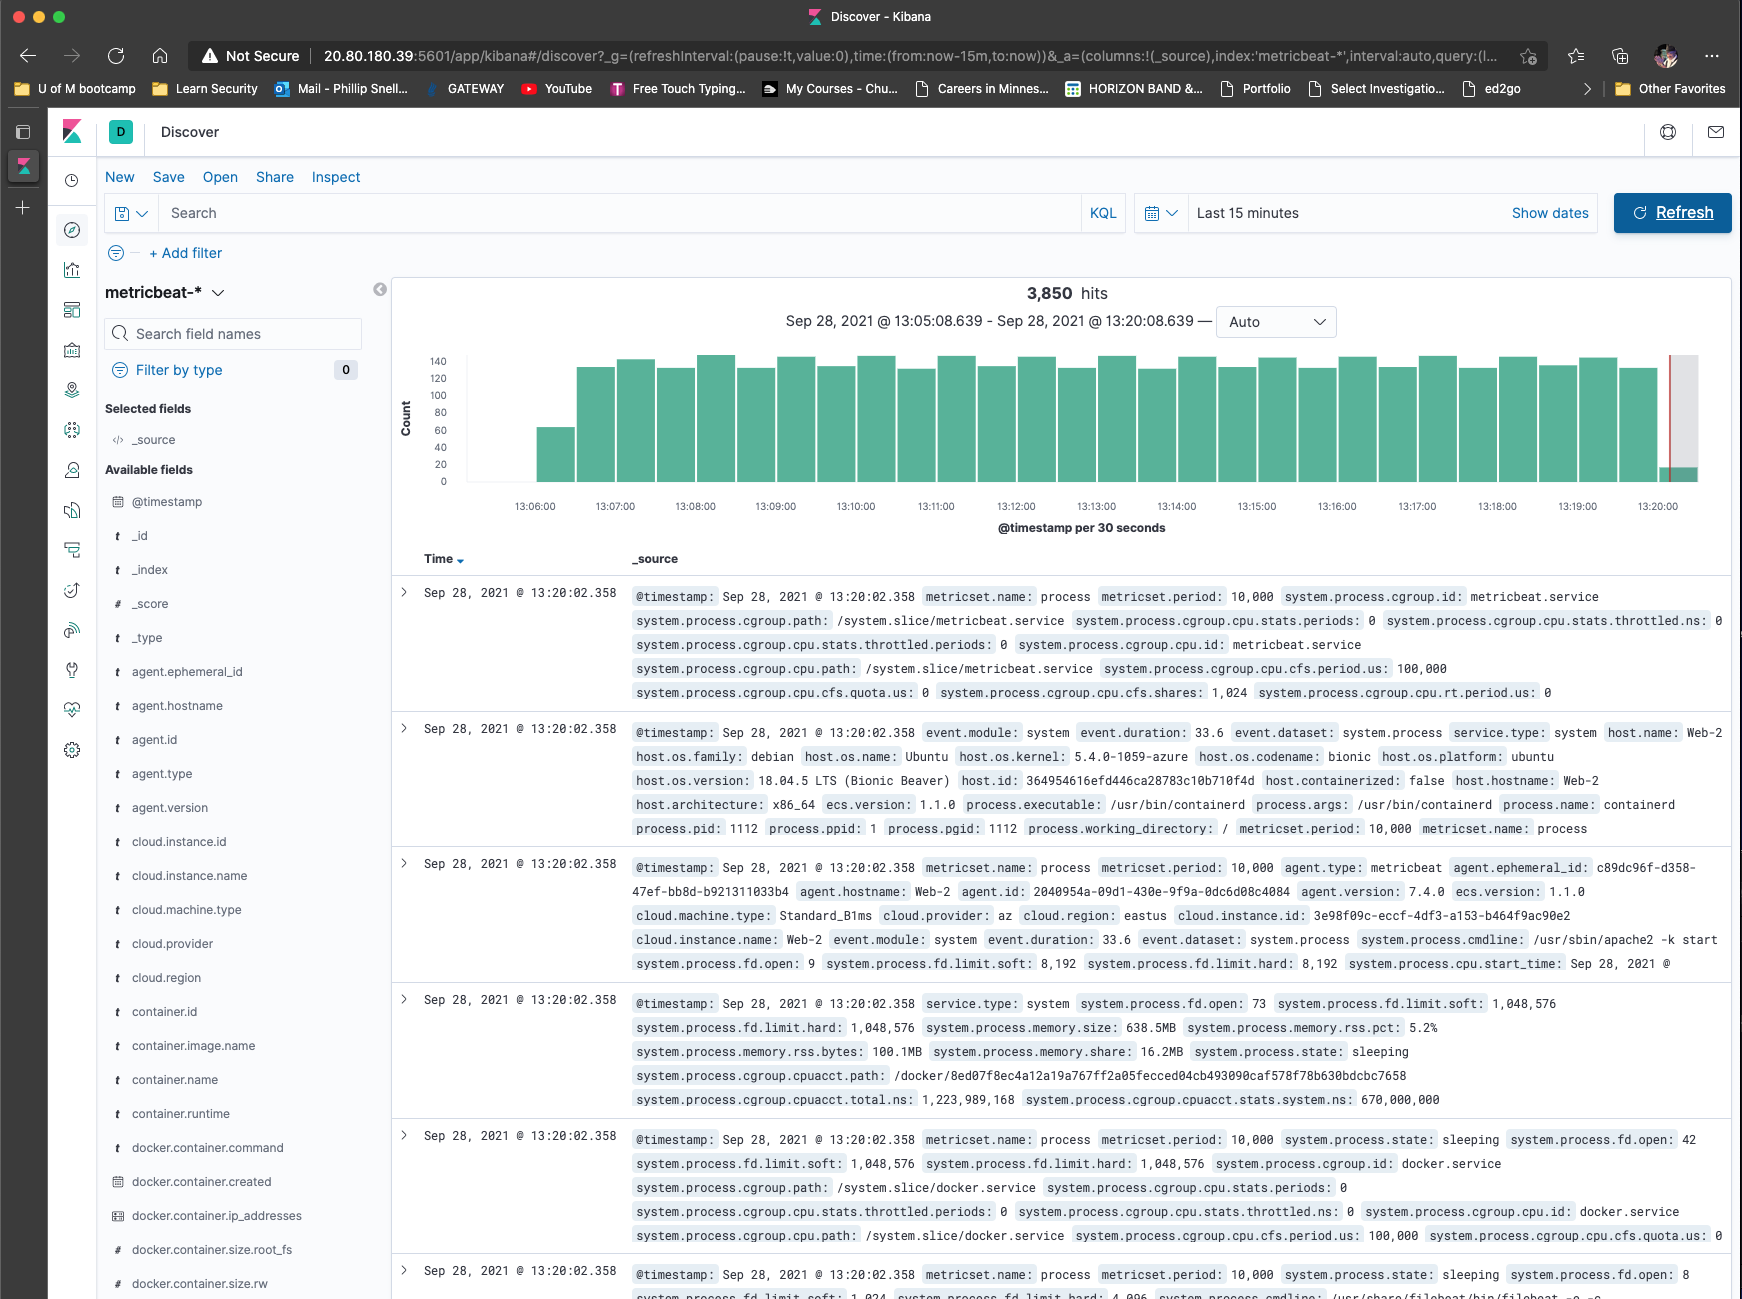 Discover - Kibana
Not Secure 20.80.180.39:5601/app/kibana#/discover?_g=(refreshInterval:(pause:!t,value:0),time:(from:now-15m,to:now))&_a=(columns:!(_source),index:'metricbeat-*',interval:auto,query:(l...
U of M bootcamp Learn Security Mail - Phillip Snell... GATEWAY YouTube Free Touch Typing... My Courses - Chu... Careers in Minnes... HORIZON BAND &... Portfolio Select Investigatio... ed2go Other Favorites
D Discover
New Save Open Share Inspect
Search KQL Last 15 minutes Show dates Refresh
+ Add filter
metricbeat-*
Search field names
Filter by type 0
Selected fields
</> _source
Available fields
@timestamp
t _id
t _index
# _score
t _type
t agent.ephemeral_id
t agent.hostname
t agent.id
t agent.type
t agent.version
t cloud.instance.id
t cloud.instance.name
t cloud.machine.type
t cloud.provider
t cloud.region
t container.id
t container.image.name
t container.name
t container.runtime
t docker.container.command
docker.container.created
docker.container.ip_addresses
# docker.container.size.root_fs
# docker.container.size.rw
3,850 hits
Sep 28, 2021 @ 13:05:08.639 - Sep 28, 2021 @ 13:20:08.639 — Auto
Count
140
120
100
80
60
40
20
0
13:06:00 13:07:00 13:08:00 13:09:00 13:10:00 13:11:00 13:12:00 13:13:00 13:14:00 13:15:00 13:16:00 13:17:00 13:18:00 13:19:00 13:20:00
@timestamp per 30 seconds
Time _source
Sep 28, 2021 @ 13:20:02.358 @timestamp: Sep 28, 2021 @ 13:20:02.358 metricset.name: process metricset.period: 10,000 system.process.cgroup.id: metricbeat.service
system.process.cgroup.path: /system.slice/metricbeat.service system.process.cgroup.cpu.stats.periods: 0 system.process.cgroup.cpu.stats.throttled.ns: 0
system.process.cgroup.cpu.stats.throttled.periods: 0 system.process.cgroup.cpu.id: metricbeat.service
system.process.cgroup.cpu.path: /system.slice/metricbeat.service system.process.cgroup.cpu.cfs.period.us: 100,000
system.process.cgroup.cpu.cfs.quota.us: 0 system.process.cgroup.cpu.cfs.shares: 1,024 system.process.cgroup.cpu.rt.period.us: 0
Sep 28, 2021 @ 13:20:02.358 @timestamp: Sep 28, 2021 @ 13:20:02.358 event.module: system event.duration: 33.6 event.dataset: system.process service.type: system host.name: Web-2
host.os.family: debian host.os.name: Ubuntu host.os.kernel: 5.4.0-1059-azure host.os.codename: bionic host.os.platform: ubuntu
host.os.version: 18.04.5 LTS (Bionic Beaver) host.id: 364954616efd446ca28783c10b710f4d host.containerized: false host.hostname: Web-2
host.architecture: x86_64 ecs.version: 1.1.0 process.executable: /usr/bin/containerd process.args: /usr/bin/containerd process.name: containerd
process.pid: 1112 process.ppid: 1 process.pgid: 1112 process.working_directory: / metricset.period: 10,000 metricset.name: process
Sep 28, 2021 @ 13:20:02.358 @timestamp: Sep 28, 2021 @ 13:20:02.358 metricset.name: process metricset.period: 10,000 agent.type: metricbeat agent.ephemeral_id: c89dc96f-d358-
47ef-bb8d-b921311033b4 agent.hostname: Web-2 agent.id: 2040954a-09d1-430e-9f9a-0dc6d08c4084 agent.version: 7.4.0 ecs.version: 1.1.0
cloud.machine.type: Standard_B1ms cloud.provider: az cloud.region: eastus cloud.instance.id: 3e98f09c-eccf-4df3-a153-b464f9ac90e2
cloud.instance.name: Web-2 event.module: system event.duration: 33.6 event.dataset: system.process system.process.cmdline: /usr/sbin/apache2 -k start
system.process.fd.open: 9 system.process.fd.limit.soft: 8,192 system.process.fd.limit.hard: 8,192 system.process.cpu.start_time: Sep 28, 2021 @
Sep 28, 2021 @ 13:20:02.358 @timestamp: Sep 28, 2021 @ 13:20:02.358 service.type: system system.process.fd.open: 73 system.process.fd.limit.soft: 1,048,576
system.process.fd.limit.hard: 1,048,576 system.process.memory.size: 638.5MB system.process.memory.rss.pct: 5.2%
system.process.memory.rss.bytes: 100.1MB system.process.memory.share: 16.2MB system.process.state: sleeping
system.process.cgroup.cpuacct.path: /docker/8ed07f8ec4a12a19a767ff2a05fecced04cb493090caf578f78b630bdcbc7658
system.process.cgroup.cpuacct.total.ns: 1,223,989,168 system.process.cgroup.cpuacct.stats.system.ns: 670,000,000
Sep 28, 2021 @ 13:20:02.358 @timestamp: Sep 28, 2021 @ 13:20:02.358 metricset.name: process metricset.period: 10,000 system.process.state: sleeping system.process.fd.open: 42
system.process.fd.limit.soft: 1,048,576 system.process.fd.limit.hard: 1,048,576 system.process.cgroup.id: docker.service
system.process.cgroup.path: /system.slice/docker.service system.process.cgroup.cpu.stats.periods: 0
system.process.cgroup.cpu.stats.throttled.periods: 0 system.process.cgroup.cpu.stats.throttled.ns: 0 system.process.cgroup.cpu.id: docker.service
system.process.cgroup.cpu.path: /system.slice/docker.service system.process.cgroup.cpu.cfs.period.us: 100,000 system.process.cgroup.cpu.cfs.quota.us: 0
Sep 28, 2021 @ 13:20:02.358 @timestamp: Sep 28, 2021 @ 13:20:02.358 metricset.name: process metricset.period: 10,000 system.process.state: sleeping system.process.fd.open: 8
system.process.fd.limit.soft: 1,024 system.process.fd.limit.hard: 4,096 system.process.cmdline: /usr/share/filebeat/bin/filebeat -e -c